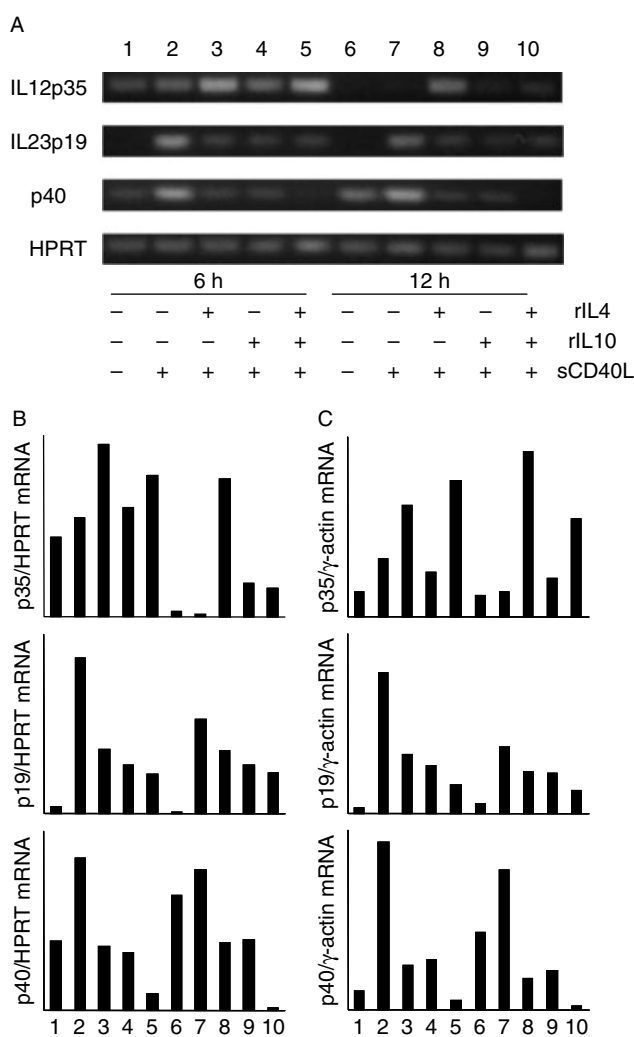 A
1 2 3 4 5 6 7 8 9 10
IL12p35
IL23p19
p40
HPRT
6 h 12 h
– – + – + – – + – + rIL4
– – – + + – – – + + rIL10
– + + + + – + + + + sCD40L
B
p35/HPRT mRNA
p19/HPRT mRNA
p40/HPRT mRNA
1 2 3 4 5 6 7 8 9 10
C
p35/γ-actin mRNA
p19/γ-actin mRNA
p40/γ-actin mRNA
1 2 3 4 5 6 7 8 9 10